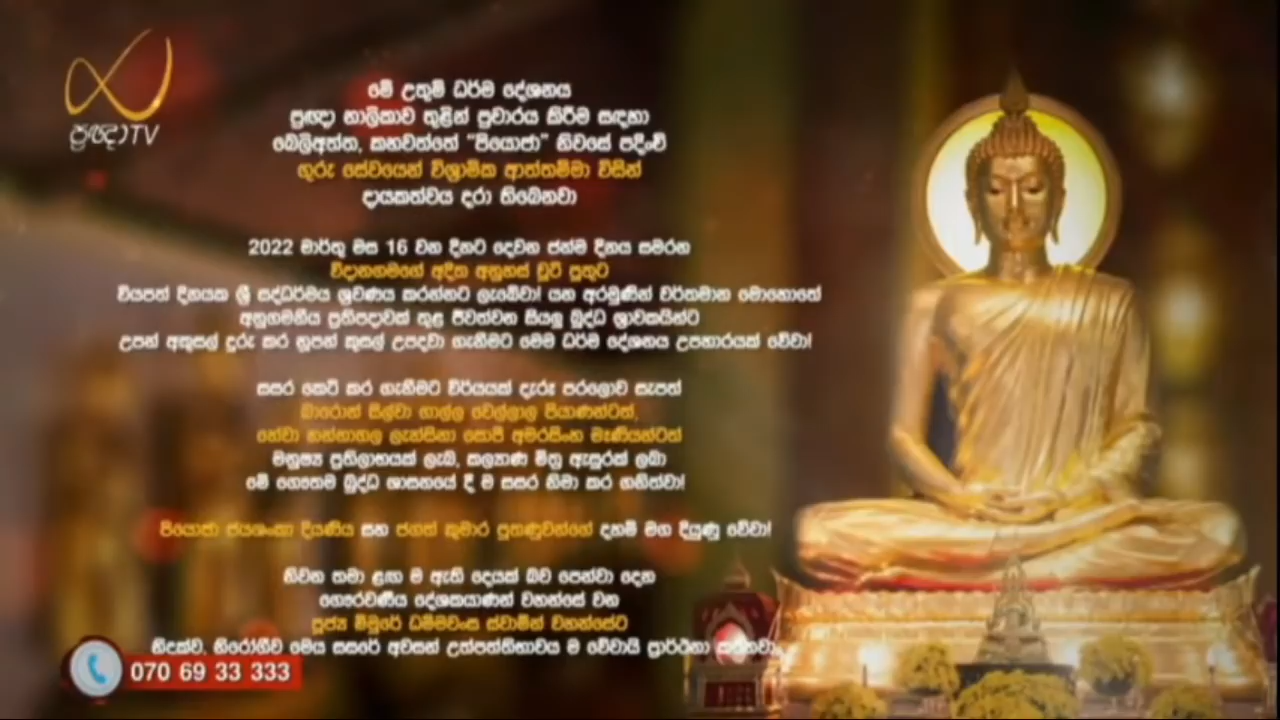 ප්‍රඥාTV
මේ උතුම් ධර්ම දේශනය
ප්‍රඥා නාලිකාව තුළින් ප්‍රචාරය කිරීම සඳහා
බෙලිඅත්ත, කහවත්තේ "පියොජා" නිවසේ පදිංචි
ගුරු සේවයෙන් විශ්‍රාමික ආත්තම්මා විසින්
දායකත්වය දරා තිබෙනවා
2022 මාර්තු මස 16 වන දිනට දෙවන ජන්ම දිනය සමරන
විදානගමගේ අදිත අනුහස් චූටි පුතුට
වියපත් දිනයක ශ්‍රී සද්ධර්මය ශ්‍රවණය කරන්නට ලැබේවා! යන අරමුණින් වර්තමාන මොහොතේ
අනුගමනීය ප්‍රතිපදාවක් තුළ ජීවත්වන සියලු බුද්ධ ශ්‍රාවකයින්ට
උපන් අකුසල් දුරු කර නූපන් කුසල් උපදවා ගැනීමට මෙම ධර්ම දේශනය උපහාරයක් වේවා!
සසර කෙටි කර ගැනීමට වීර්යයක් දැරූ පරලොව සැපත්
බාරොන් සිල්වා ගාල්ල වෙල්ලාල පියාණන්ටත්,
හේවා නන්නාගල ලැන්සිනා සොපි අමරසිංහ මෑණියන්ටත්
මනුෂ්‍ය ප්‍රතිලාභයක් ලැබ, කල්‍යාණ මිත්‍ර ඇසුරක් ලබා
මේ ගෞතම බුද්ධ ශාසනයේ දී ම සසර නිමා කර ගනිත්වා!
පියොජා ජයශංකා දියණිය සහ ජගත් කුමාර පුතණුවන්ගේ දහම් මග දියුණු වේවා!
නිවන තමා ළඟ ම ඇති දෙයක් බව පෙන්වා දෙන
ගෞරවණීය දේශකයාණන් වහන්සේ වන
පූජ්‍ය මීමුරේ ධම්මවංස ස්වාමීන් වහන්සේට
නිදුක්ව, නිරෝගීව මෙය සසරේ අවසන් උත්පත්තිභාවය ම වේවායි ප්‍රාර්ථනා කරනවා.
070 69 33 333